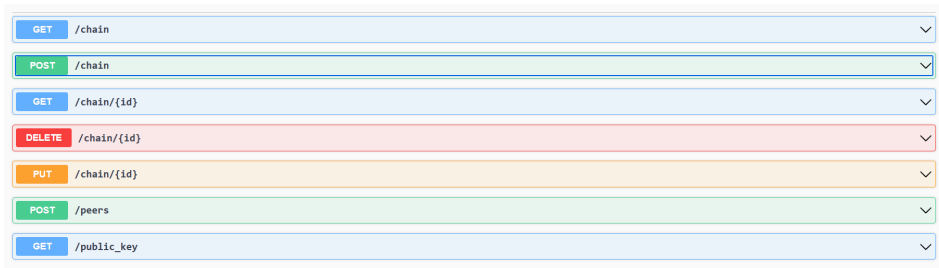 GET /chain
POST /chain
GET /chain/{id}
DELETE /chain/{id}
PUT /chain/{id}
POST /peers
GET /public_key